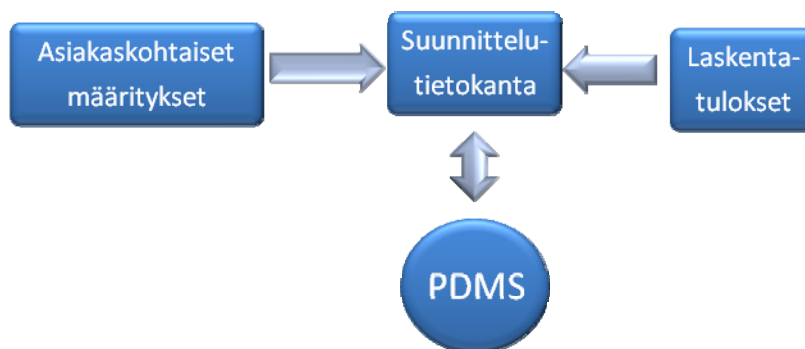 Asiakaskohtaiset
määritykset
Suunnittelu-
tietokanta
Laskenta-
tulokset
PDMS